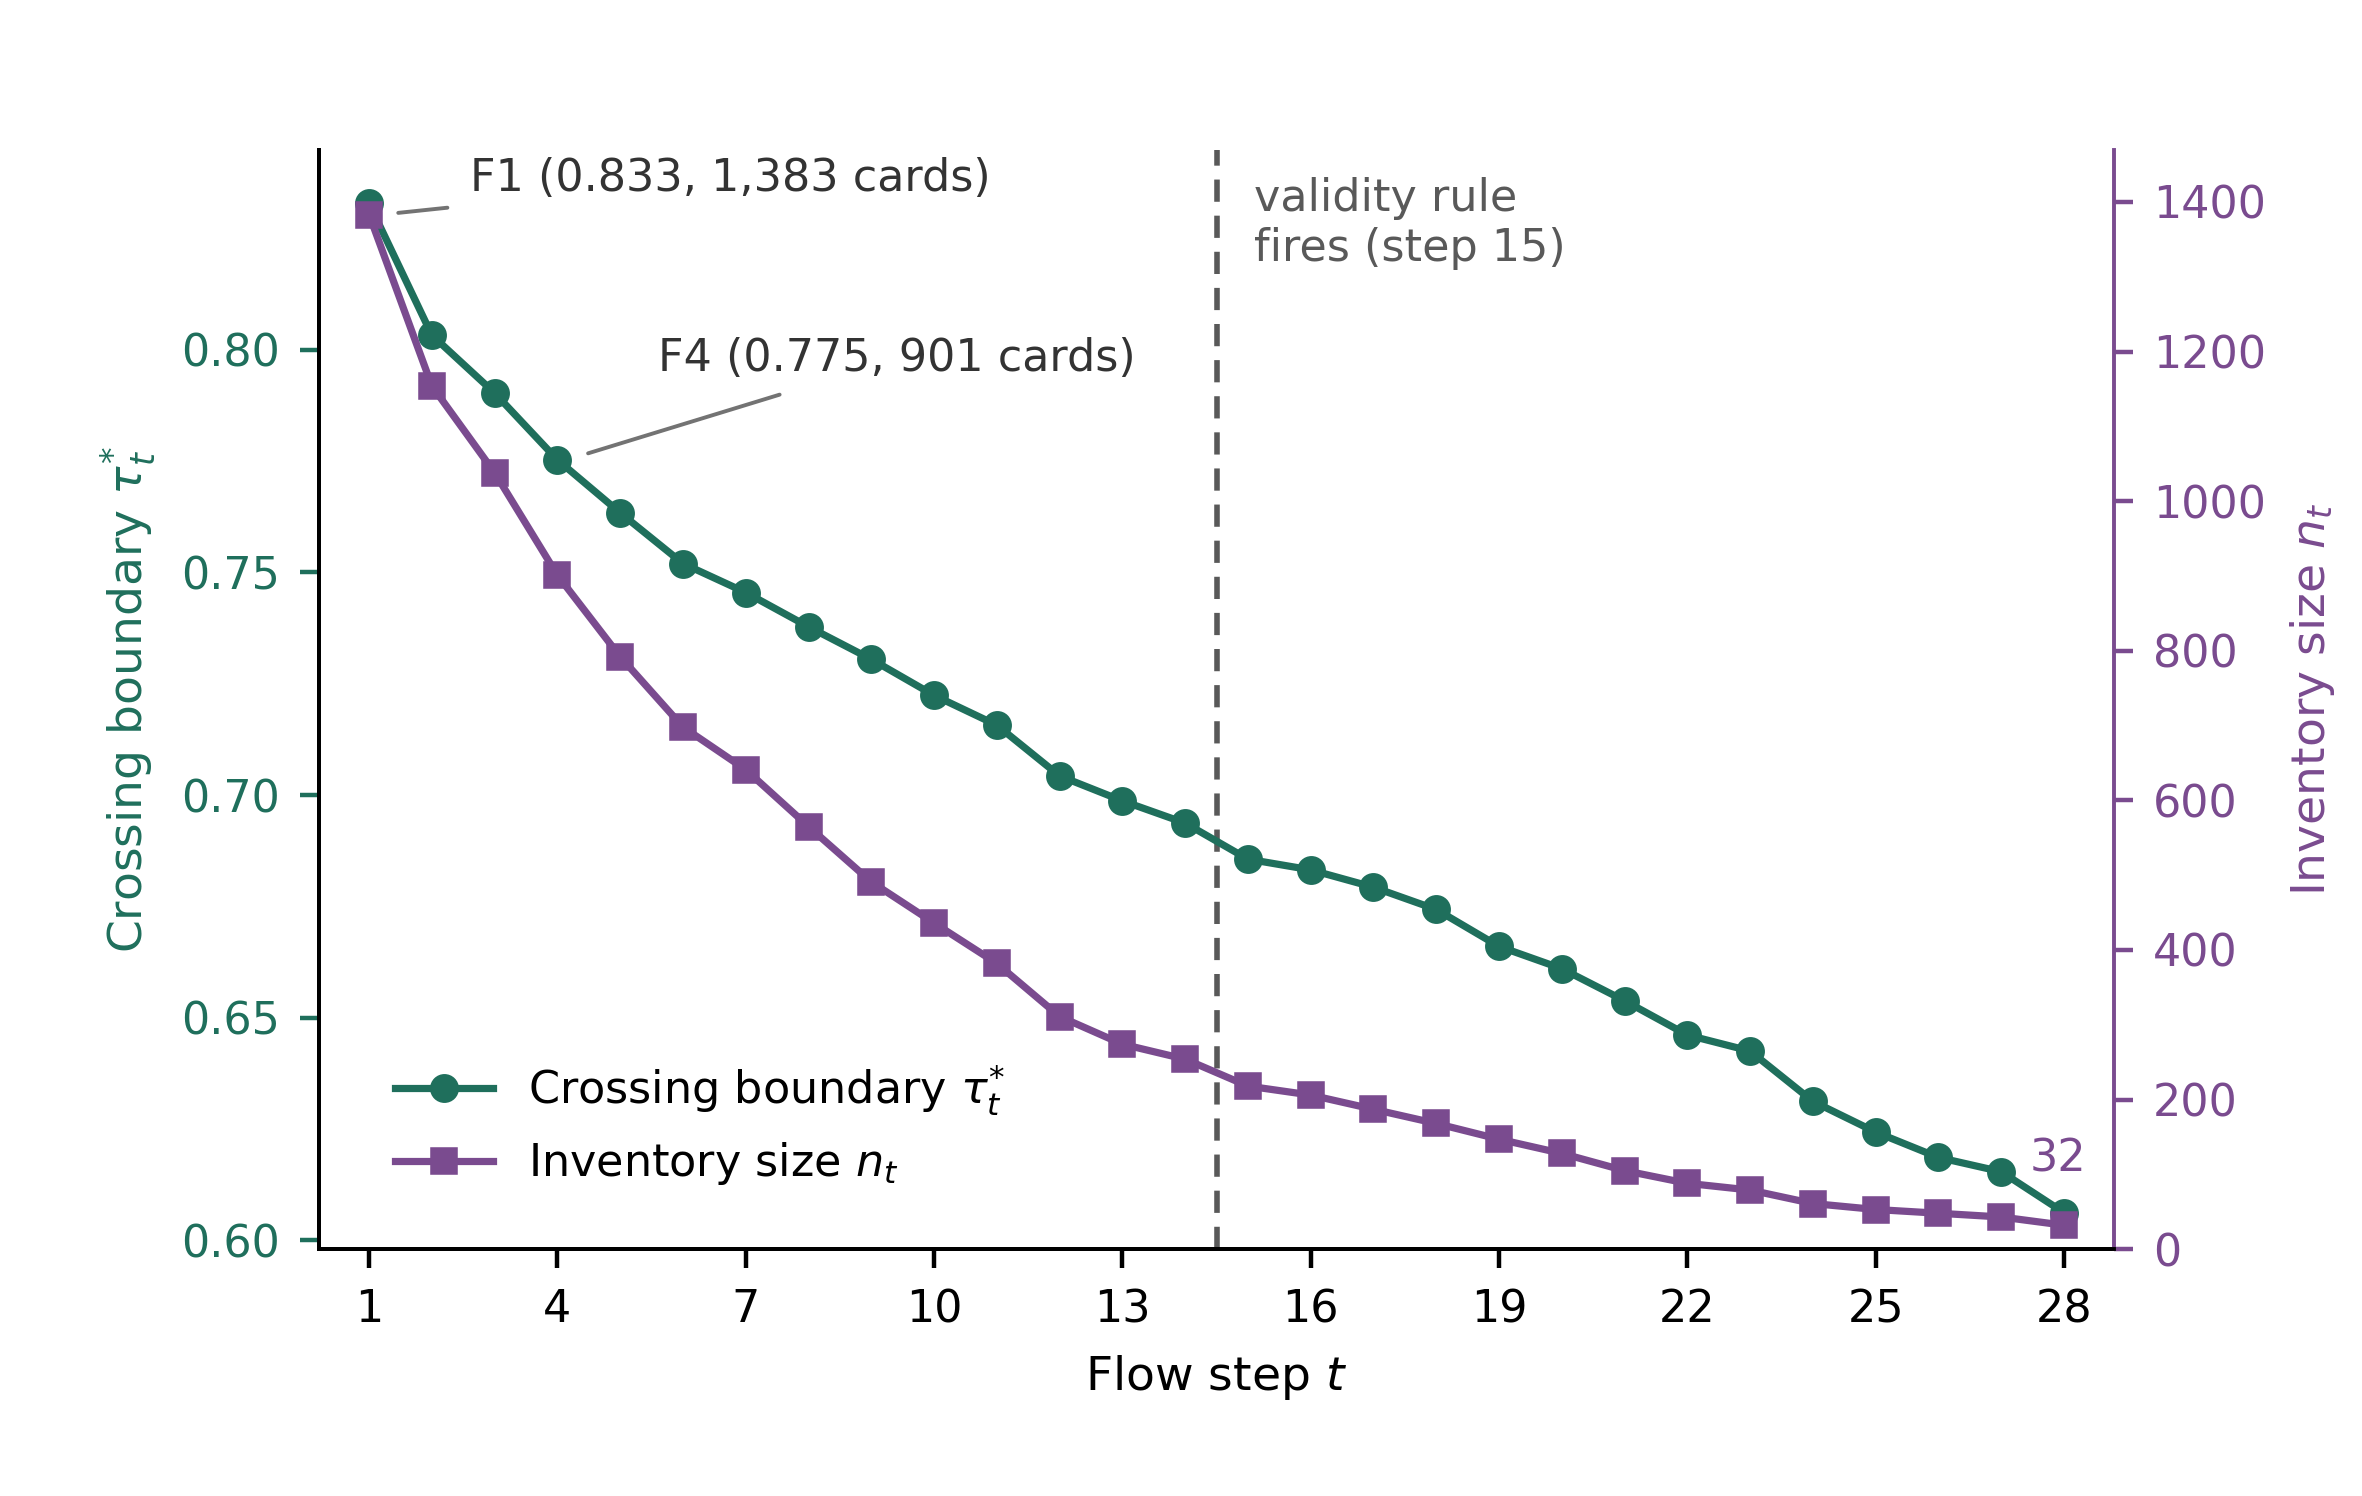 F1 (0.833, 1,383 cards)
validity rule
fires (step 15)
F4 (0.775, 901 cards)
Crossing boundary τ*t
0.80
0.75
0.70
0.65
0.60
1400
1200
1000
800
600
400
200
0
Inventory size nt
32
Crossing boundary τ*t
Inventory size nt
1 4 7 10 13 16 19 22 25 28
Flow step t